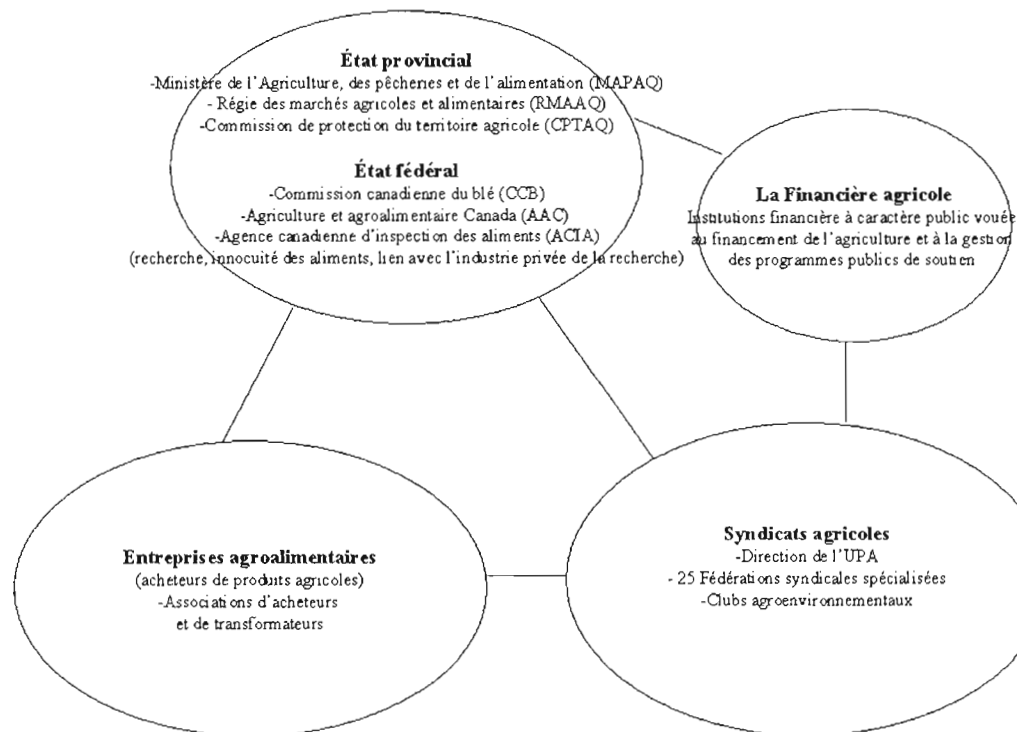 État provincial
-Ministère de l'Agriculture, des pêchenes et de l'alimentation (MAPAQ)
- Régie des marchés agricoles et alimentaires (RMAAQ)
-Commission de protection du territoire agricole (CPTAQ)
État fédéral
-Commission canadienne du blé (CCB)
-Agriculture et agroalimentaire Canada (AAC)
-Agence canadienne d'inspection des aliments (ACIA)
(recherche, innocuité des aliments, lien avec l'industrie privée de la recherche)
La Financière agricole
Institutions financière à caractère public vouée
au financement de l'agriculture et à la gestion
des programmes publics de soutien
Entreprises agroalimentaires
(acheteurs de produits agricoles)
-Associations d'acheteurs
et de transformateurs
Syndicats agricoles
-Direction de l'UPA
- 25 Fédérations syndicales spécialisées
-Clubs agroenvironnementaux